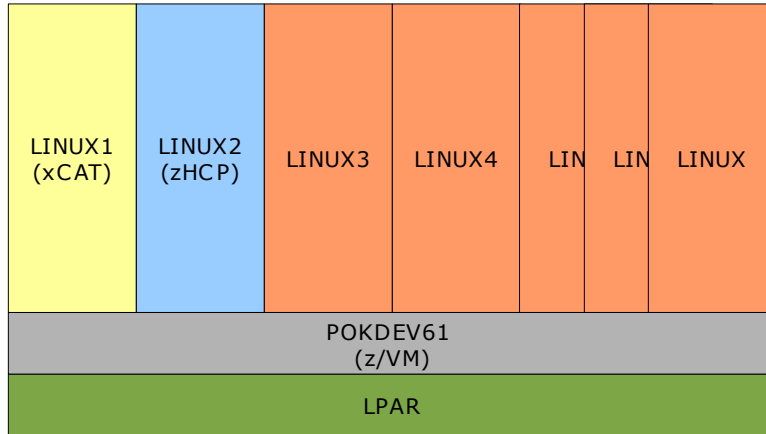 LINUX1
(xCAT)
LINUX2
(zHCP)
LINUX3
LINUX4
LIN
LIN
LINUX
POKDEV61
(z/VM)
LPAR